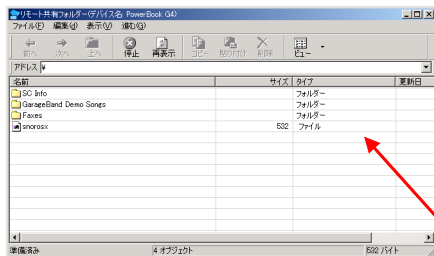 リモート共有フォルダー(デバイス名 PowerBook G4)
ファイル(F) 編集(E) 表示(V) 進む(G)
前へ 次へ 上へ 停止 再表示 コピー 貼り付け 削除 ビュー
アドレス \
名前 サイズ タイプ 更新日
SC Info フォルダー
GarageBand Demo Songs フォルダー
Faxes フォルダー
snorosx 532 ファイル
準備済み 4 オブジェクト 532 バイト